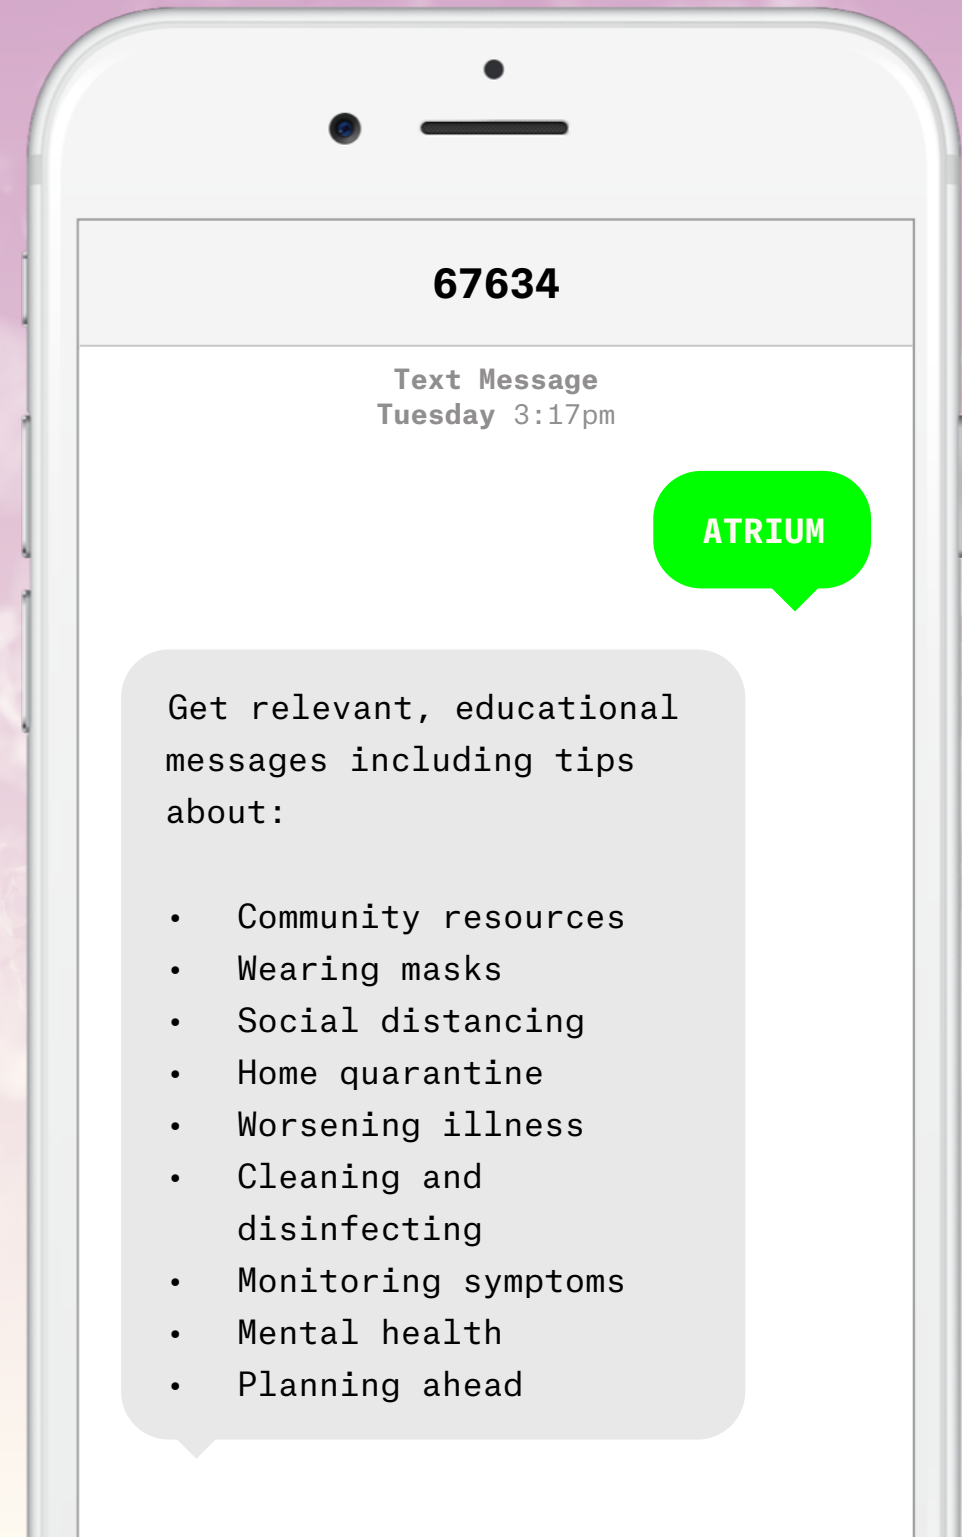 67634
Text Message
Tuesday 3:17pm
ATRIUM
Get relevant, educational
messages including tips
about:
• Community resources
• Wearing masks
• Social distancing
• Home quarantine
• Worsening illness
• Cleaning and
disinfecting
• Monitoring symptoms
• Mental health
• Planning ahead